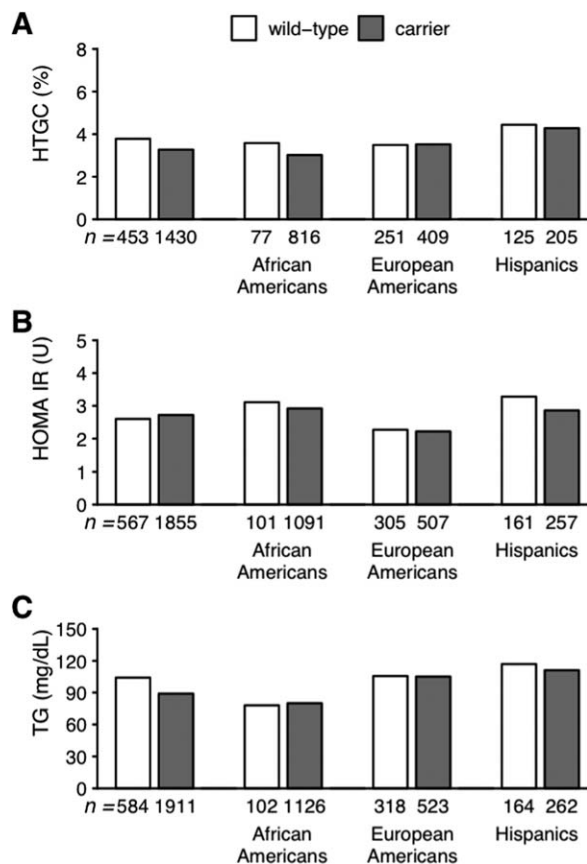 A
wild-type carrier
HTGC (%)
8
6
4
2
0
n = 453 1430 77 816 251 409 125 205
African Americans European Americans Hispanics
B
HOMA IR (U)
5
4
3
2
1
0
n = 567 1855 101 1091 305 507 161 257
African Americans European Americans Hispanics
C
TG (mg/dL)
150
120
90
60
30
0
n = 584 1911 102 1126 318 523 164 262
African Americans European Americans Hispanics